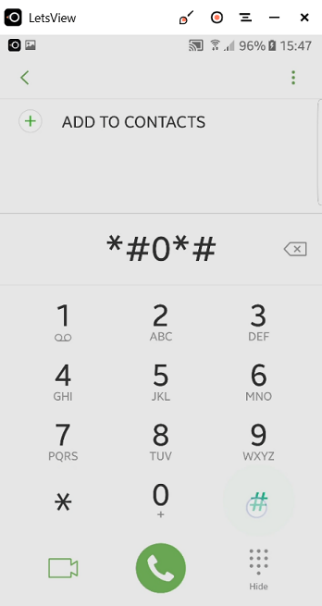 LetsView
96% 15:47
ADD TO CONTACTS
*#0*#
1 2 3
ABC DEF
4 5 6
GHI JKL MNO
7 8 9
PQRS TUV WXYZ
* 0 #
+
Hide